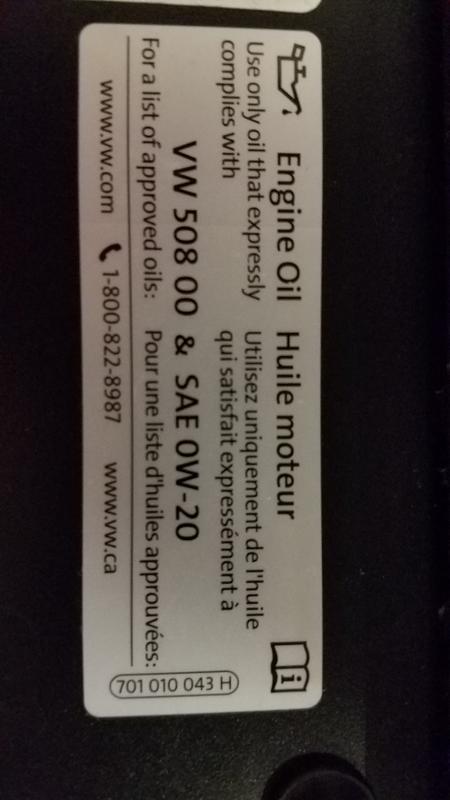 Engine Oil
Huile moteur
Use only oil that expressly
complies with
Utilisez uniquement de l'huile
qui satisfait expressément à
VW 508 00 & SAE 0W-20
For a list of approved oils:
Pour une liste d'huiles approuvées:
www.vw.com
1-800-822-8987
www.vw.ca
701 010 043 H
i